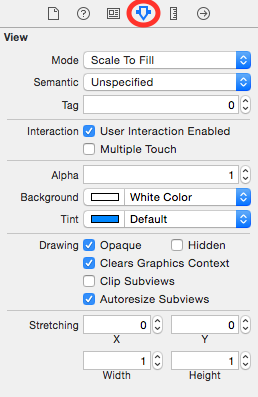 View
Mode Scale To Fill
Semantic Unspecified
Tag 0
Interaction User Interaction Enabled
Multiple Touch
Alpha 1
Background White Color
Tint Default
Drawing Opaque Hidden
Clears Graphics Context
Clip Subviews
Autoresize Subviews
Stretching 0 0
X Y
1 1
Width Height